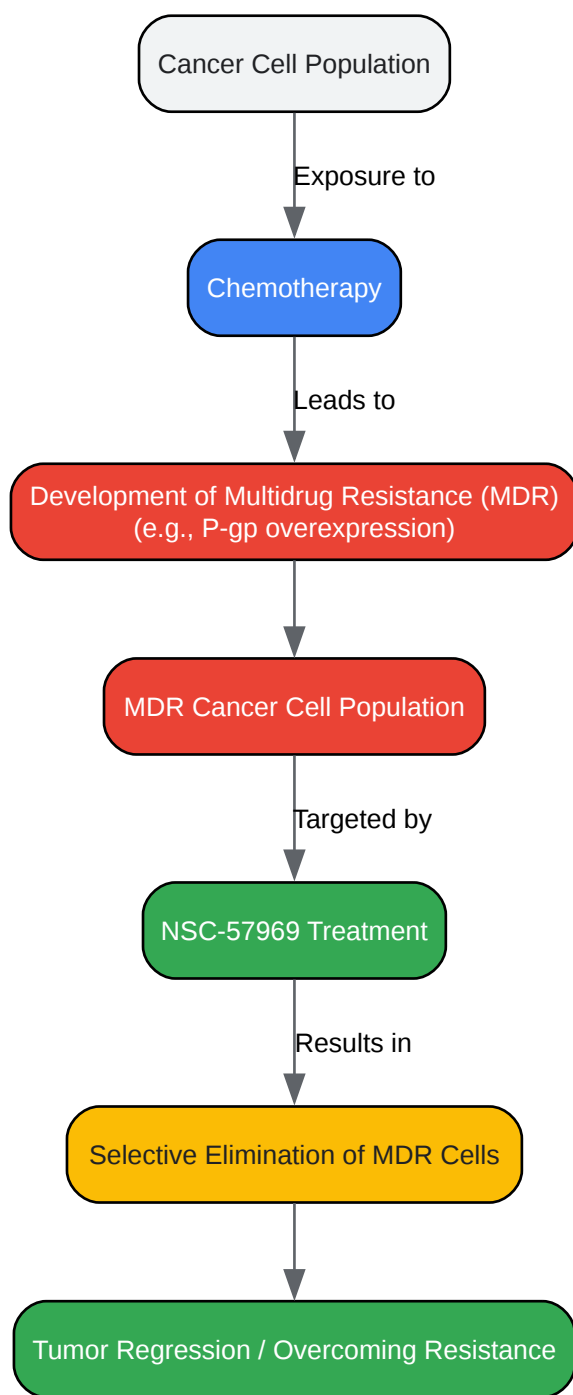 Cancer Cell Population
Exposure to
Chemotherapy
Leads to
Development of Multidrug Resistance (MDR)
(e.g., P-gp overexpression)
MDR Cancer Cell Population
Targeted by
NSC-57969 Treatment
Results in
Selective Elimination of MDR Cells
Tumor Regression / Overcoming Resistance